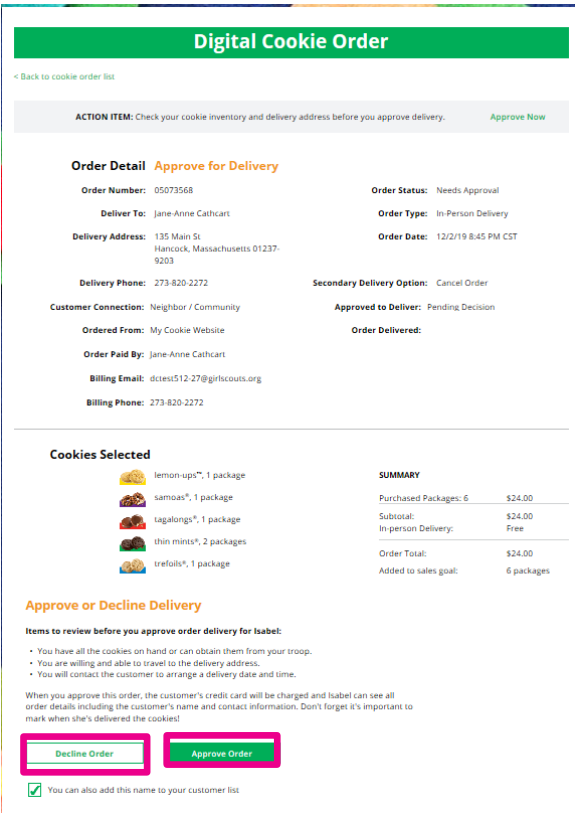 Digital Cookie Order
< Back to cookie order list
ACTION ITEM: Check your cookie inventory and delivery address before you approve delivery. Approve Now
Order Detail Approve for Delivery
Order Number: 05073568 Order Status: Needs Approval
Deliver To: Jane-Anne Cathcart Order Type: In-Person Delivery
Delivery Address: 135 Main St Order Date: 12/2/19 8:45 PM CST
Hancock, Massachusetts 01237-
9203
Delivery Phone: 273-820-2272 Secondary Delivery Option: Cancel Order
Customer Connection: Neighbor / Community Approved to Deliver: Pending Decision
Ordered From: My Cookie Website Order Delivered:
Order Paid By: Jane-Anne Cathcart
Billing Email: dctest512-27@girlscouts.org
Billing Phone: 273-820-2272
Cookies Selected
lemon-ups™, 1 package SUMMARY
samoas®, 1 package Purchased Packages: 6 $24.00
tagalongs®, 1 package Subtotal: $24.00
In-person Delivery: Free
thin mints®, 2 packages
Order Total: $24.00
trefoils®, 1 package Added to sales goal: 6 packages
Approve or Decline Delivery
Items to review before you approve order delivery for Isabel:
• You have all the cookies on hand or can obtain them from your troop.
• You are willing and able to travel to the delivery address.
• You will contact the customer to arrange a delivery date and time.
When you approve this order, the customer's credit card will be charged and Isabel can see all
order details including the customer's name and contact information. Don't forget it's important to
mark when she's delivered the cookies!
Decline Order Approve Order
You can also add this name to your customer list